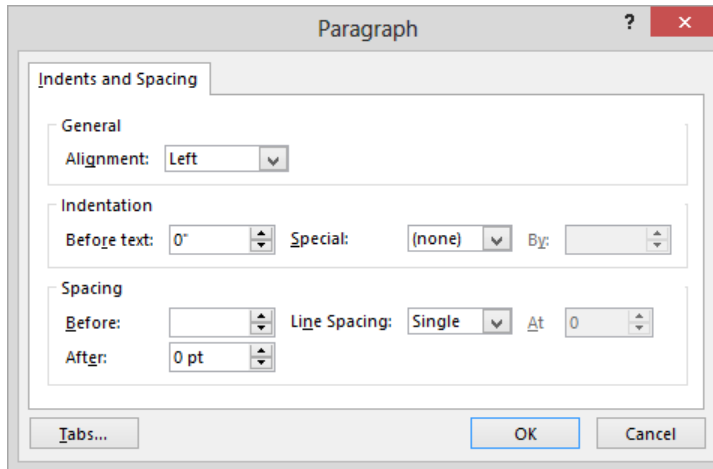 Paragraph ?
Indents and Spacing
General
Alignment: Left
Indentation
Before text: 0" Special: (none) By:
Spacing
Before: Line Spacing: Single At 0
After: 0 pt
Tabs... OK Cancel